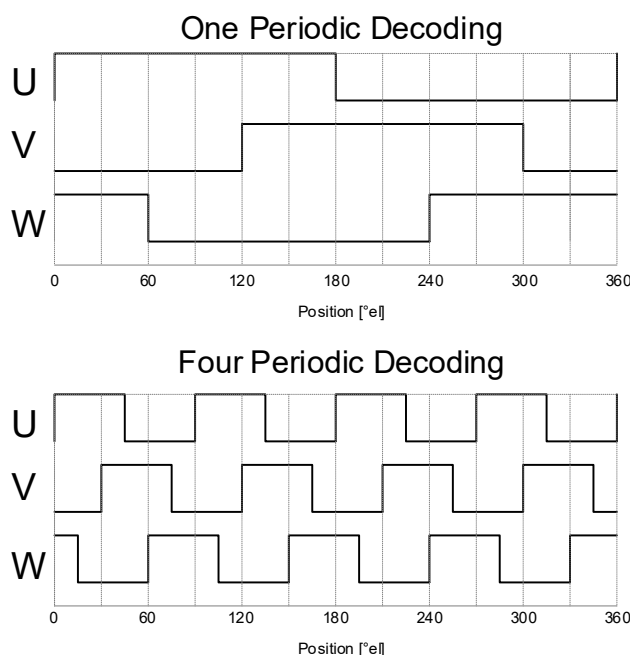 One Periodic Decoding
U
V
W
0 60 120 180 240 300 360
Position [°el]
Four Periodic Decoding
U
V
W
0 60 120 180 240 300 360
Position [°el]